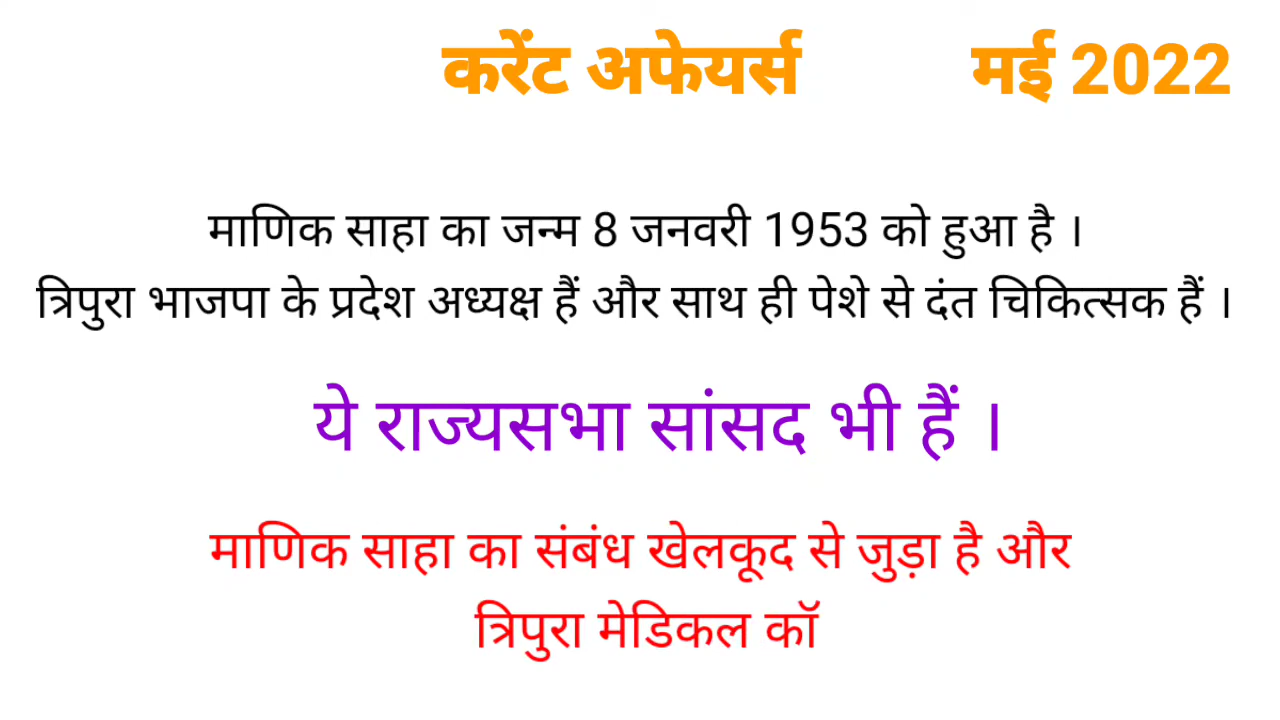 करेंट अफेयर्स मई 2022
माणिक साहा का जन्म 8 जनवरी 1953 को हुआ है ।
त्रिपुरा भाजपा के प्रदेश अध्यक्ष हैं और साथ ही पेशे से दंत चिकित्सक हैं ।
ये राज्यसभा सांसद भी हैं ।
माणिक साहा का संबंध खेलकूद से जुड़ा है और
त्रिपुरा मेडिकल कॉ